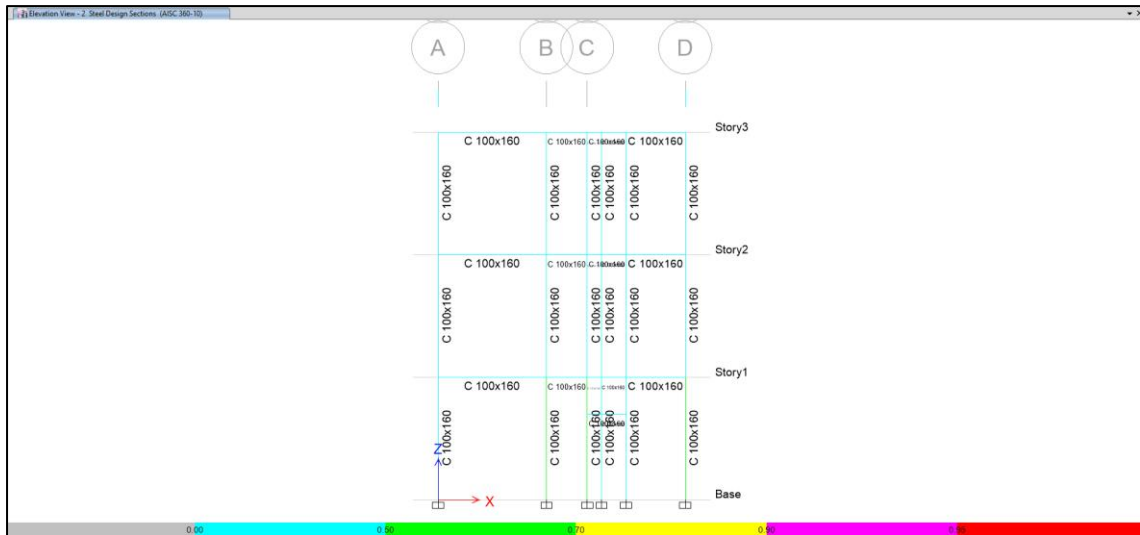 Elevation View - 2 Steel Design Sections (AISC 360-10)
A B C D
Story3
C 100x160 C 100x160 C 100x160
C 100x160 C 100x160 C 100x160 C 100x160 C 100x160 C 100x160
Story2
C 100x160 C 100x160 C 100x160
C 100x160 C 100x160 C 100x160 C 100x160 C 100x160 C 100x160
Story1
C 100x160 C 100x160 C 100x160 C 100x160
C 100x160 C 100x160 C 100x160 C 100x160 C 100x160 C 100x160
Z
X
Base
0.00 0.50 0.70 0.90 0.95